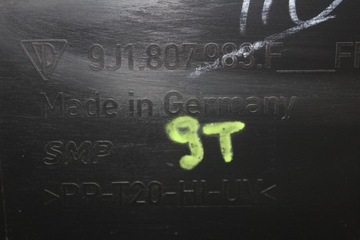 9J1.807.983.F
Made in Germany
9T
SMP
>PP-T20-HI-UV<